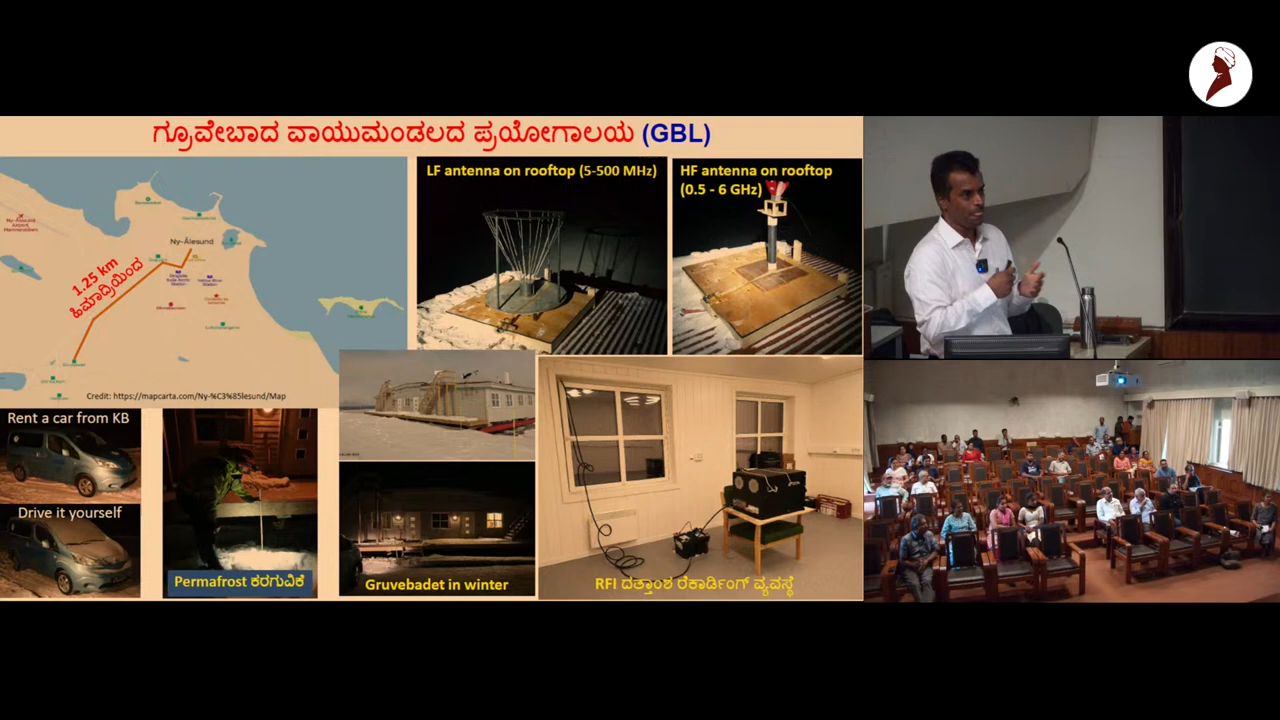 ಗ್ರೂವೇಬಾದ ವಾಯುಮಂಡಲದ ಪ್ರಯೋಗಾಲಯ (GBL)
Ny-Ålesund
1.25 km
ಹಿಮಾದ್ರಿಯಿಂದ
Credit: https://mapcarta.com/Ny-%C3%85lesund/Map
LF antenna on rooftop (5-500 MHz)
HF antenna on rooftop
(0.5 - 6 GHz)
Rent a car from KB
Drive it yourself
Permafrost ಕರಗುವಿಕೆ
Gruvebadet in winter
RFI ದತ್ತಾಂಶ ರೆಕಾರ್ಡಿಂಗ್ ವ್ಯವಸ್ಥೆ